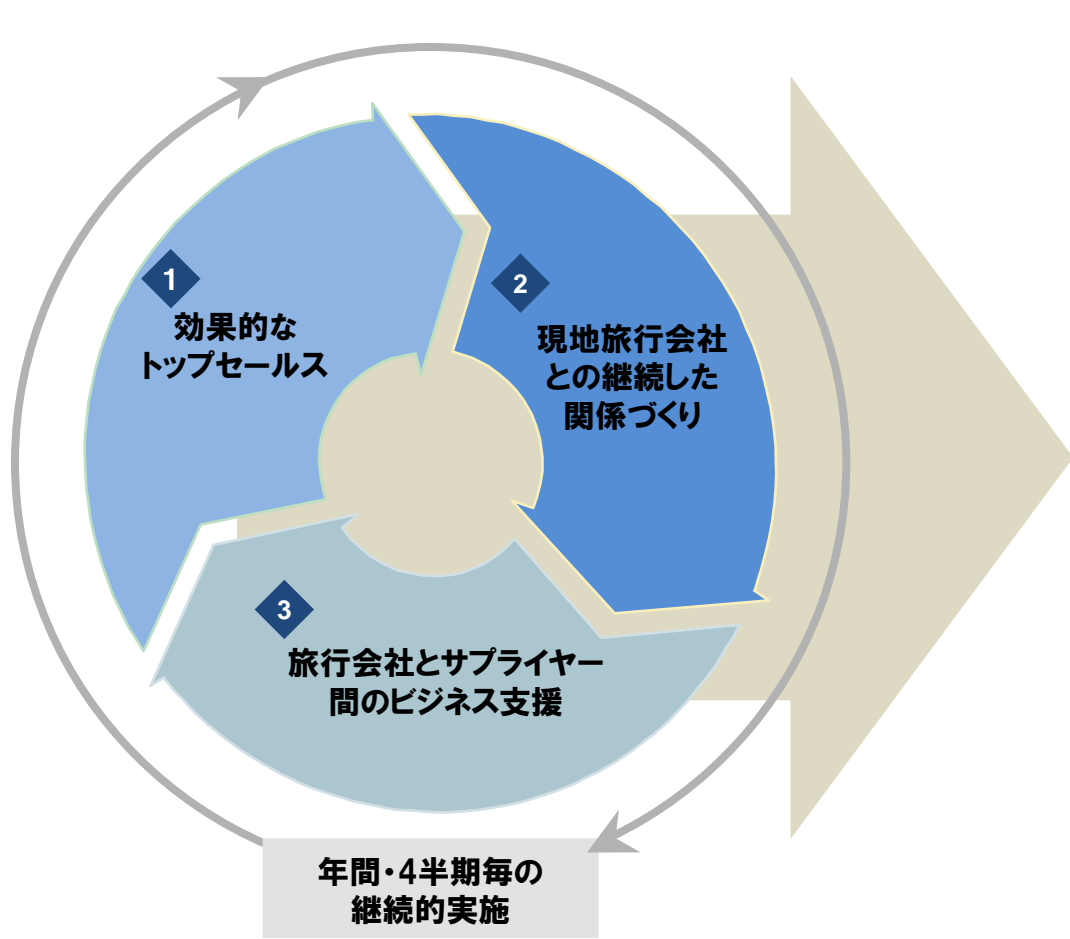 1
効果的な
トップセールス
2
現地旅行会社
との継続した
関係づくり
3
旅行会社とサプライヤー
間のビジネス支援
年間・4半期毎の
継続的実施